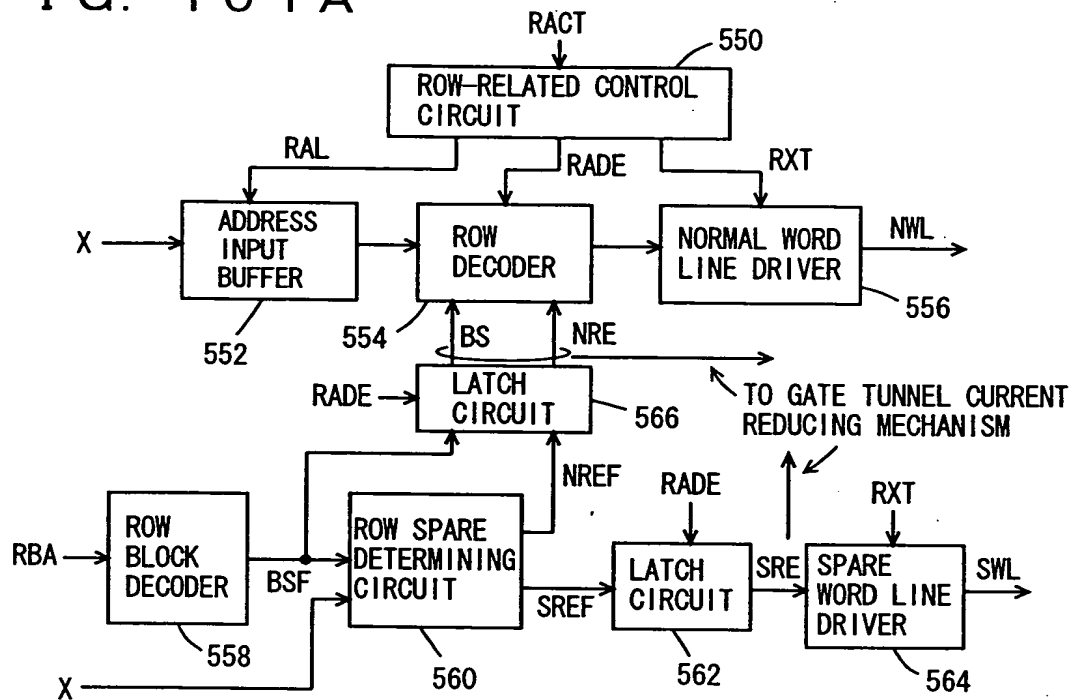 FIG. 101A
RACT
550
ROW-RELATED CONTROL
CIRCUIT
RAL
RADE
RXT
X
ADDRESS
INPUT
BUFFER
ROW
DECODER
NORMAL WORD
LINE DRIVER
NWL
552
554
556
BS
NRE
RADE
LATCH
CIRCUIT
566
TO GATE TUNNEL CURRENT
REDUCING MECHANISM
NREF
RADE
RXT
RBA
ROW
BLOCK
DECODER
BSF
ROW SPARE
DETERMINING
CIRCUIT
SREF
LATCH
CIRCUIT
SRE
SPARE
WORD LINE
DRIVER
SWL
558
560
562
564
X